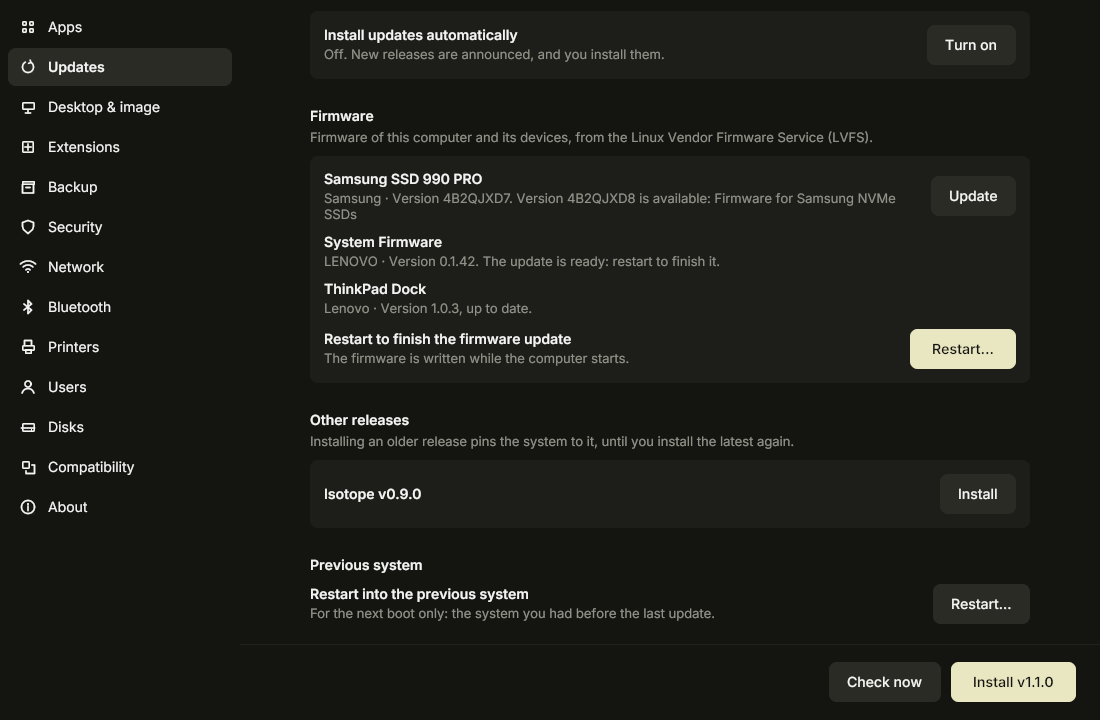 Apps
Updates
Desktop & image
Extensions
Backup
Security
Network
Bluetooth
Printers
Users
Disks
Compatibility
About
Install updates automatically
Off. New releases are announced, and you install them.
Turn on
Firmware
Firmware of this computer and its devices, from the Linux Vendor Firmware Service (LVFS).
Samsung SSD 990 PRO
Samsung · Version 4B2QJXD7. Version 4B2QJXD8 is available: Firmware for Samsung NVMe
SSDs
Update
System Firmware
LENOVO · Version 0.1.42. The update is ready: restart to finish it.
ThinkPad Dock
Lenovo · Version 1.0.3, up to date.
Restart to finish the firmware update
The firmware is written while the computer starts.
Restart...
Other releases
Installing an older release pins the system to it, until you install the latest again.
Isotope v0.9.0
Install
Previous system
Restart into the previous system
For the next boot only: the system you had before the last update.
Restart...
Check now
Install v1.1.0